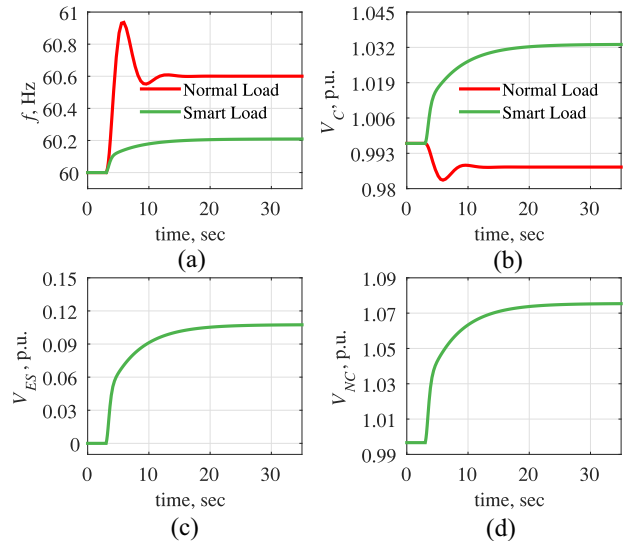 f, Hz
61
60.8
60.6
60.4
60.2
60
Normal Load
Smart Load
0 10 20 30
time, sec
(a)
V_C, p.u.
1.045
1.032
1.019
1.006
0.993
0.98
Normal Load
Smart Load
0 10 20 30
time, sec
(b)
V_ES, p.u.
0.15
0.12
0.09
0.06
0.03
0
0 10 20 30
time, sec
(c)
V_NC, p.u.
1.09
1.07
1.05
1.03
1.01
0.99
0 10 20 30
time, sec
(d)